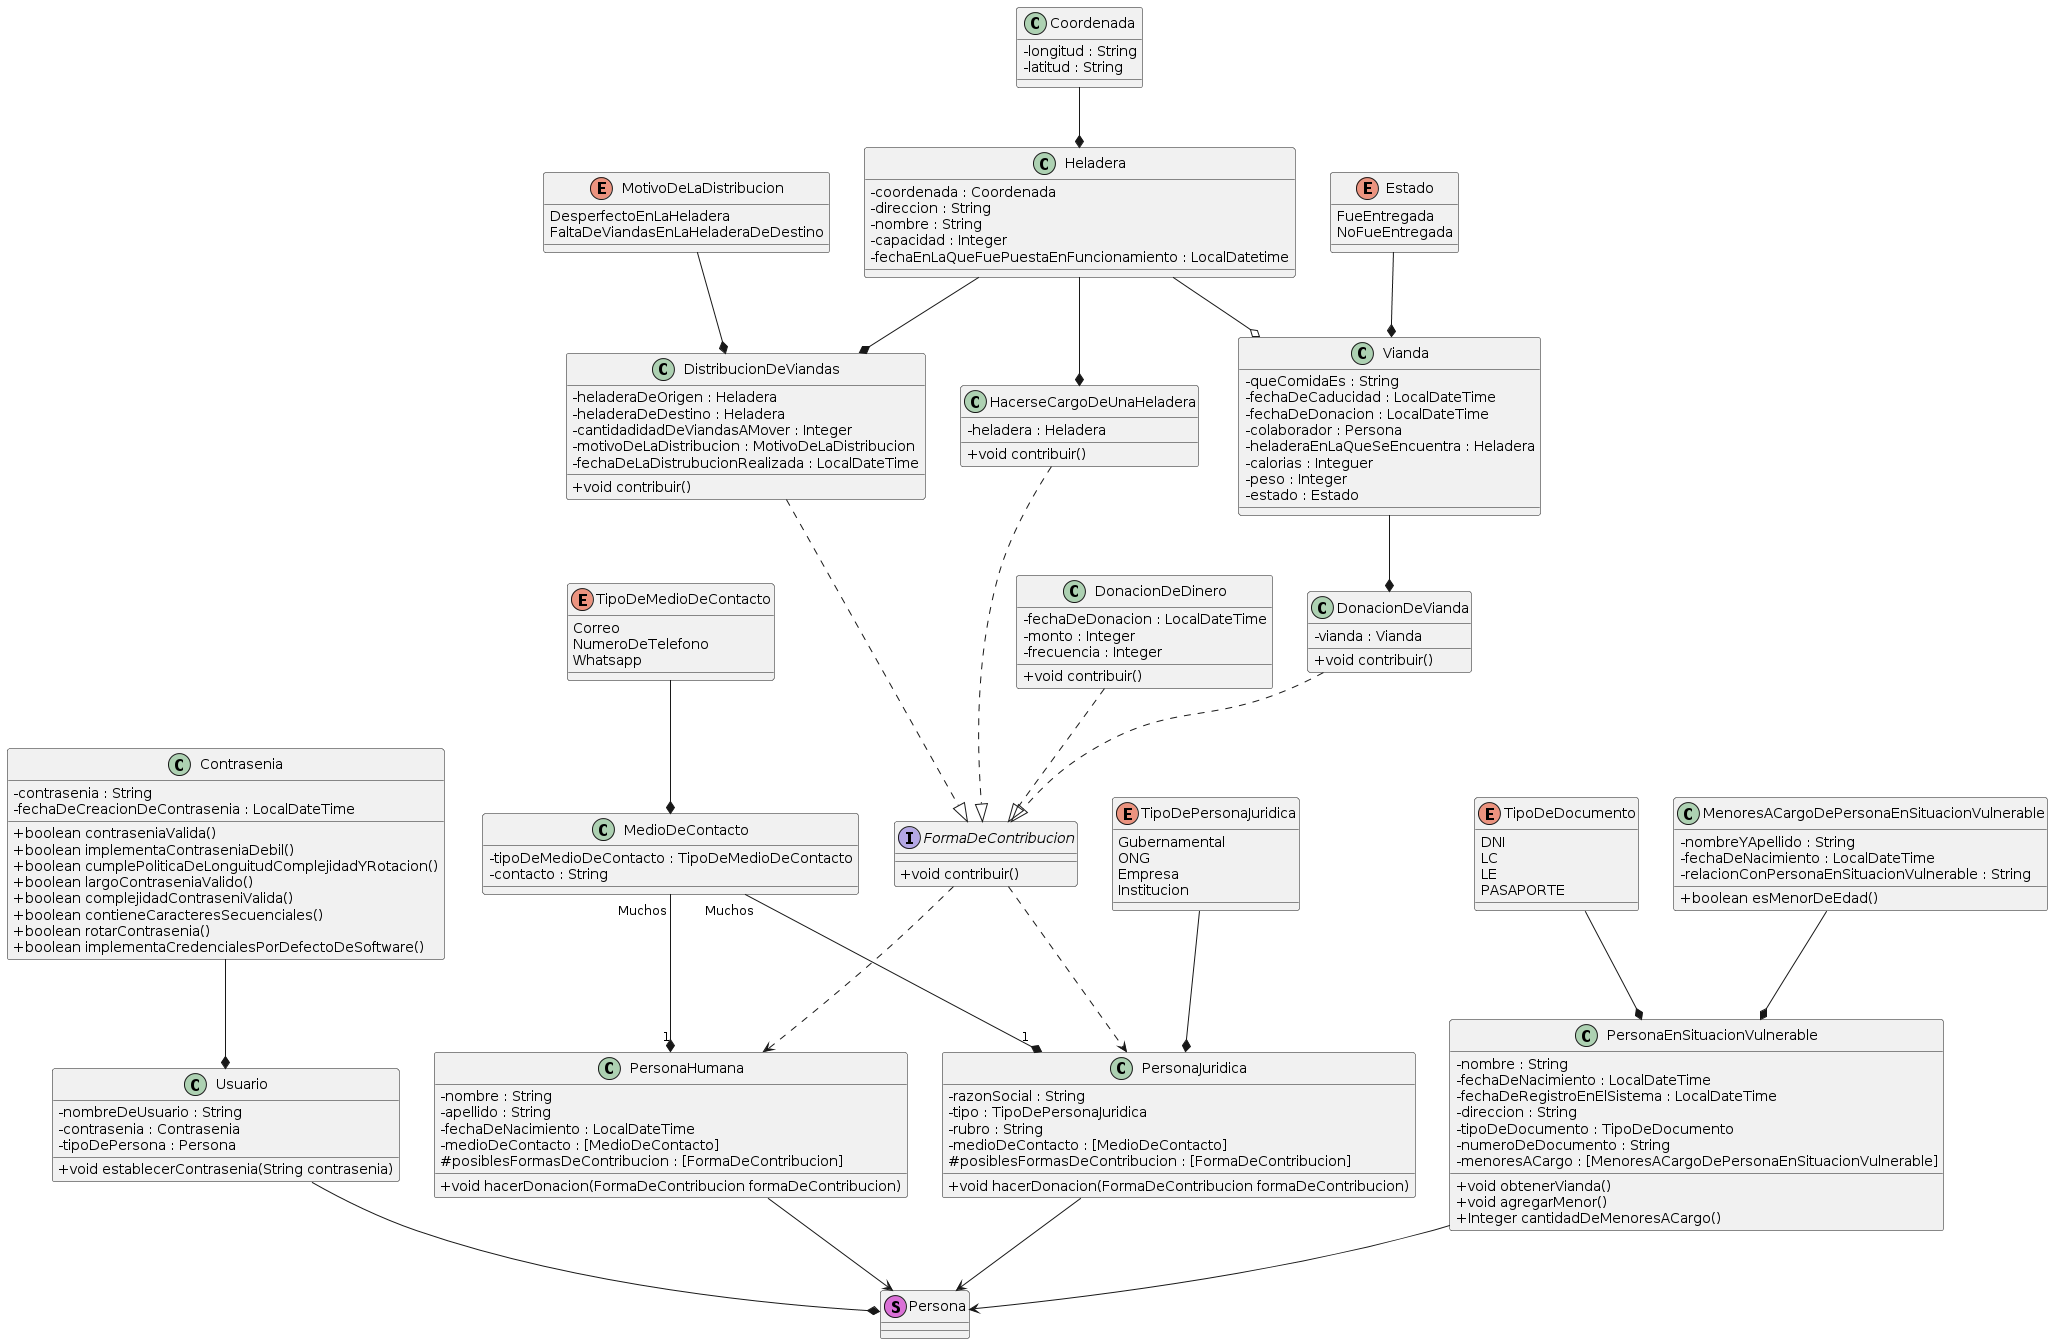 C Coordenada
-longitud : String
-latitud : String
E MotivoDeLaDistribucion
DesperfectoEnLaHeladera
FaltaDeViandasEnLaHeladeraDeDestino
C Heladera
-coordenada : Coordenada
-direccion : String
-nombre : String
-capacidad : Integer
-fechaEnLaQueFuePuestaEnFuncionamiento : LocalDatetime
E Estado
FueEntregada
NoFueEntregada
C DistribucionDeViandas
-heladeraDeOrigen : Heladera
-heladeraDeDestino : Heladera
-cantidadidadDeViandasAMover : Integer
-motivoDeLaDistribucion : MotivoDeLaDistribucion
-fechaDeLaDistrubucionRealizada : LocalDateTime
+void contribuir()
C HacerseCargoDeUnaHeladera
-heladera : Heladera
+void contribuir()
C Vianda
-queComidaEs : String
-fechaDeCaducidad : LocalDateTime
-fechaDeDonacion : LocalDateTime
-colaborador : Persona
-heladeraEnLaQueSeEncuentra : Heladera
-calorias : Integuer
-peso : Integer
-estado : Estado
E TipoDeMedioDeContacto
Correo
NumeroDeTelefono
Whatsapp
C DonacionDeDinero
-fechaDeDonacion : LocalDateTime
-monto : Integer
-frecuencia : Integer
+void contribuir()
C DonacionDeVianda
-vianda : Vianda
+void contribuir()
C Contrasenia
-contrasenia : String
-fechaDeCreacionDeContrasenia : LocalDateTime
+boolean contraseniaValida()
+boolean implementaContraseniaDebil()
+boolean cumplePoliticaDeLonguitudComplejidadYRotacion()
+boolean largoContraseniaValido()
+boolean complejidadContraseniValida()
+boolean contieneCaracteresSecuenciales()
+boolean rotarContrasenia()
+boolean implementaCredencialesPorDefectoDeSoftware()
C MedioDeContacto
-tipoDeMedioDeContacto : TipoDeMedioDeContacto
-contacto : String
I FormaDeContribucion
+void contribuir()
E TipoDePersonaJuridica
Gubernamental
ONG
Empresa
Institucion
E TipoDeDocumento
DNI
LC
LE
PASAPORTE
C MenoresACargoDePersonaEnSituacionVulnerable
-nombreYApellido : String
-fechaDeNacimiento : LocalDateTime
-relacionConPersonaEnSituacionVulnerable : String
+boolean esMenorDeEdad()
Muchos
Muchos
1
1
C Usuario
-nombreDeUsuario : String
-contrasenia : Contrasenia
-tipoDePersona : Persona
+void establecerContrasenia(String contrasenia)
C PersonaHumana
-nombre : String
-apellido : String
-fechaDeNacimiento : LocalDateTime
-medioDeContacto : [MedioDeContacto]
#posiblesFormasDeContribucion : [FormaDeContribucion]
+void hacerDonacion(FormaDeContribucion formaDeContribucion)
C PersonaJuridica
-razonSocial : String
-tipo : TipoDePersonaJuridica
-rubro : String
-medioDeContacto : [MedioDeContacto]
#posiblesFormasDeContribucion : [FormaDeContribucion]
+void hacerDonacion(FormaDeContribucion formaDeContribucion)
C PersonaEnSituacionVulnerable
-nombre : String
-fechaDeNacimiento : LocalDateTime
-fechaDeRegistroEnElSistema : LocalDateTime
-direccion : String
-tipoDeDocumento : TipoDeDocumento
-numeroDeDocumento : String
-menoresACargo : [MenoresACargoDePersonaEnSituacionVulnerable]
+void obtenerVianda()
+void agregarMenor()
+Integer cantidadDeMenoresACargo()
S Persona